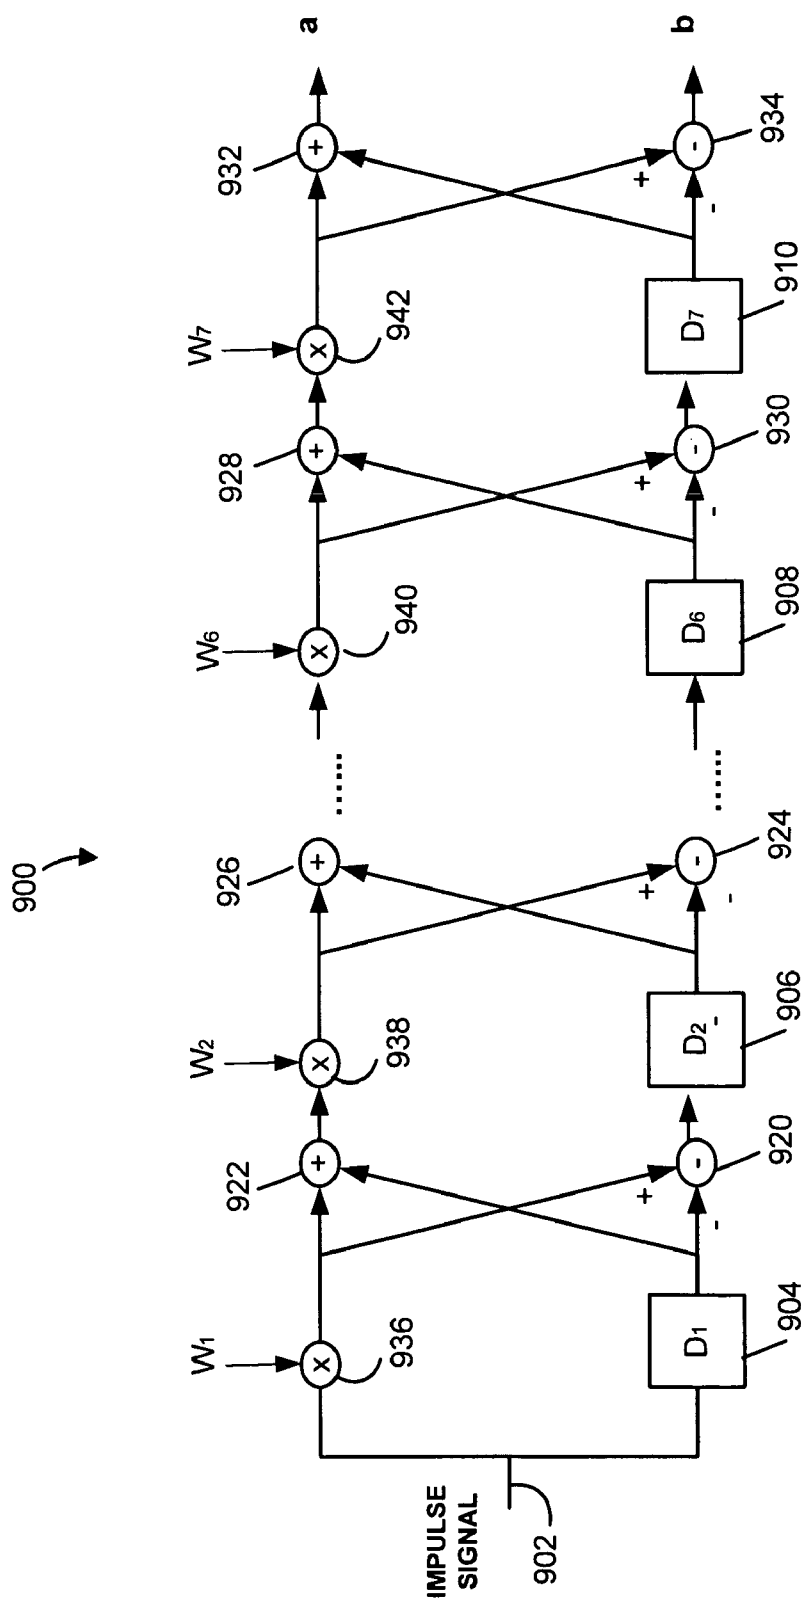 900
IMPULSE
SIGNAL
902
W1
X
936
+
922
W2
X
938
+
926
......
W6
X
940
+
928
W7
X
942
+
932
a
D1
904
+
-
-
920
D2
-
906
+
-
-
924
......
D6
908
+
-
-
930
D7
910
+
-
-
934
b